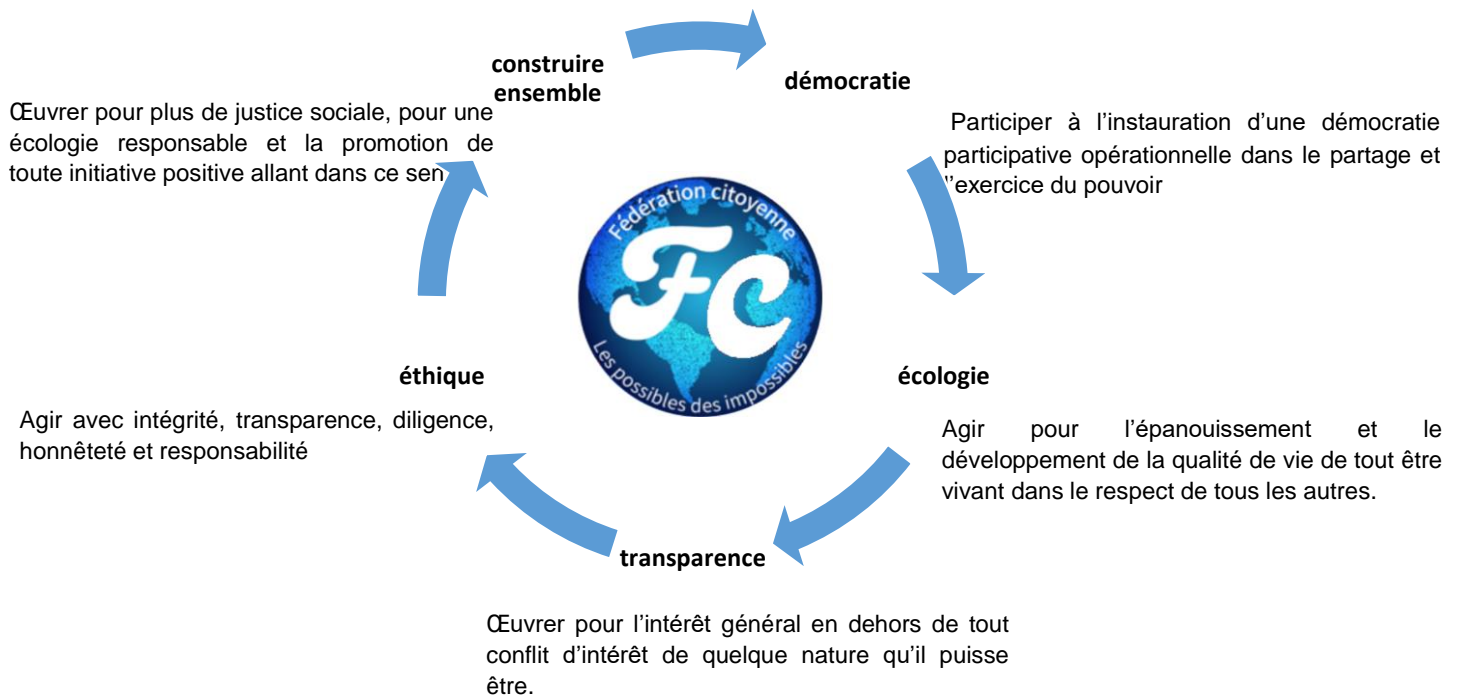 construire
ensemble
Œuvrer pour plus de justice sociale, pour une
écologie responsable et la promotion de
toute initiative positive allant dans ce sen
démocratie
Participer à l’instauration d’une démocratie
participative opérationnelle dans le partage et
l’exercice du pouvoir
Fédération citoyenne
FC
Les possibles des impossibles
éthique
Agir avec intégrité, transparence, diligence,
honnêteté et responsabilité
écologie
Agir pour l’épanouissement et le
développement de la qualité de vie de tout être
vivant dans le respect de tous les autres.
transparence
Œuvrer pour l’intérêt général en dehors de tout
conflit d’intérêt de quelque nature qu’il puisse
être.